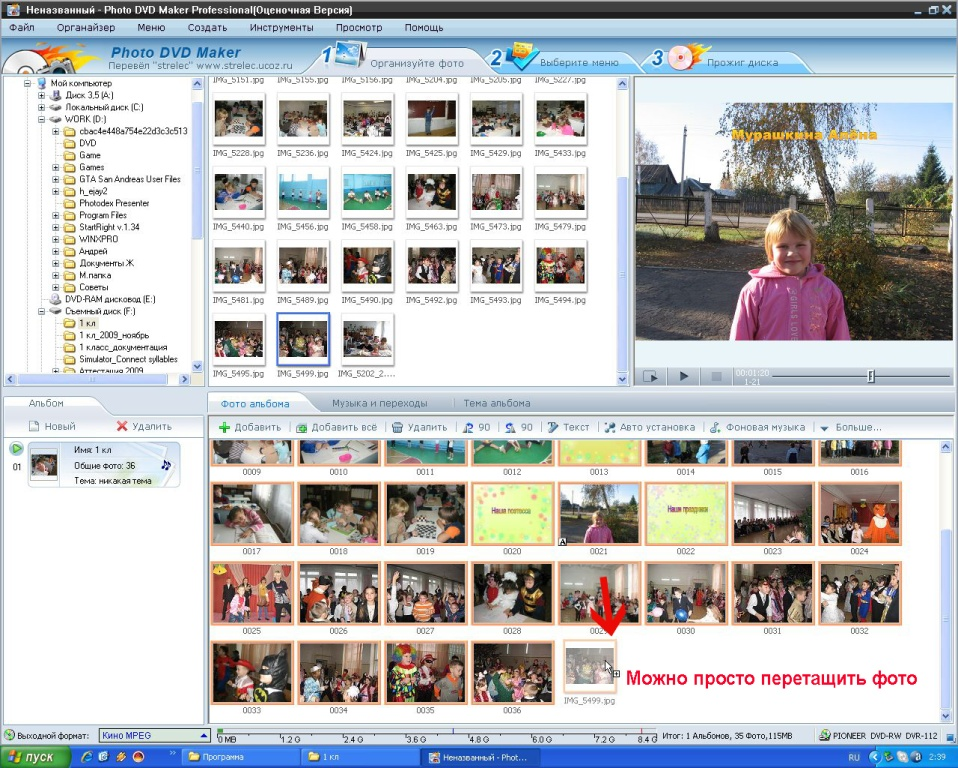 Неназванный - Photo DVD Maker Professional(Оценочная Версия)
Файл Органайзер Меню Создать Инструменты Просмотр Помощь
Photo DVD Maker
Перевёл "strelec" www.strelec.ucoz.ru
1 Организуйте фото
2 Выберите меню
3 Прожиг диска
Мой компьютер
Диск 3,5 (A:)
Локальный диск (C:)
WORK (D:)
cbac4e448a754e22d3c3c513
DVD
Game
Games
GTA San Andreas User Files
h_ejay2
Photodex Presenter
Program Files
StartRight v.1.34
WINXPRO
Андрей
Документы Ж
М.папка
Советы
DVD-RAM дисковод (E:)
Съемный диск (F:)
1 кл
1 кл_2009_ноябрь
1 класс_документация
Simulator_Connect syllables
Аттестация 2009
IMG_5151.jpg IMG_5155.jpg IMG_5156.jpg IMG_5204.jpg IMG_5205.jpg IMG_5227.jpg
IMG_5228.jpg IMG_5236.jpg IMG_5424.jpg IMG_5425.jpg IMG_5429.jpg IMG_5433.jpg
IMG_5440.jpg IMG_5456.jpg IMG_5458.jpg IMG_5463.jpg IMG_5473.jpg IMG_5479.jpg
IMG_5481.jpg IMG_5489.jpg IMG_5490.jpg IMG_5492.jpg IMG_5493.jpg IMG_5494.jpg
IMG_5495.jpg IMG_5499.jpg IMG_5202_2....
Мурашкина Алёна
GIRLS LOVE
00:01:20
1-21
Альбом
Новый Удалить
01
Имя: 1 кл
Общие Фото: 36
Тема: никакая тема
Фото альбома Музыка и переходы Тема альбома
Добавить Добавить всё Удалить 90 90 Текст Авто установка Фоновая музыка Больше...
0009 0010 0011 0012 0013 0014 0015 0016
Наши праздники
A
0017 0018 0019 0020 0021 0022 0023 0024
0025 0026 0027 0028 0029 0030 0031 0032
IMG_5499.jpg
Можно просто перетащить фото
0033 0034 0035 0036
Выходной формат: Кино MPEG
0 MB 1.2 G 2.4 G 3.6 G 4.8 G 6.0 G 7.2 G 8.4 G
Итог: 1 Альбомов, 35 Фото,115MB
PIONEER DVD-RW DVR-112
пуск
Программа
1 кл
Неназванный - Phot...
RU
2:39